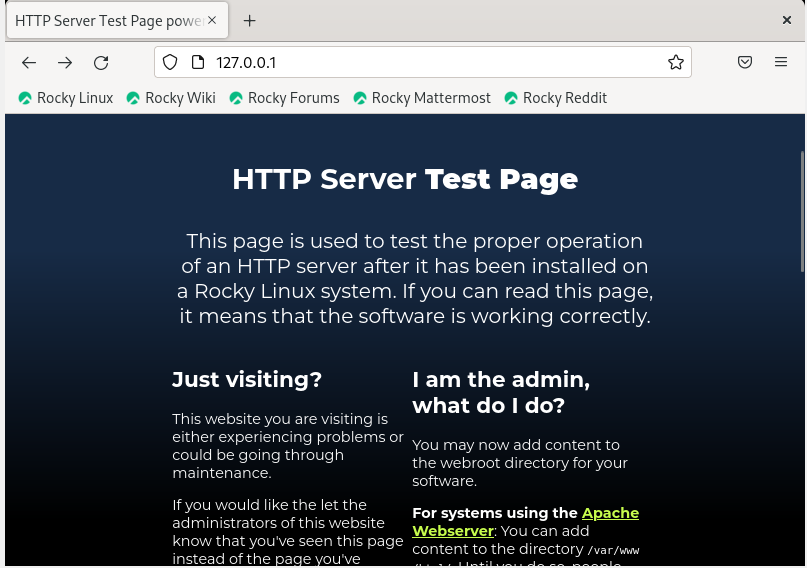 HTTP Server Test Page powe
127.0.0.1
Rocky Linux Rocky Wiki Rocky Forums Rocky Mattermost Rocky Reddit
HTTP Server Test Page
This page is used to test the proper operation
of an HTTP server after it has been installed on
a Rocky Linux system. If you can read this page,
it means that the software is working correctly.
Just visiting?
This website you are visiting is
either experiencing problems or
could be going through
maintenance.
If you would like the let the
administrators of this website
know that you've seen this page
instead of the page you've
I am the admin,
what do I do?
You may now add content to
the webroot directory for your
software.
For systems using the Apache
Webserver: You can add
content to the directory /var/www